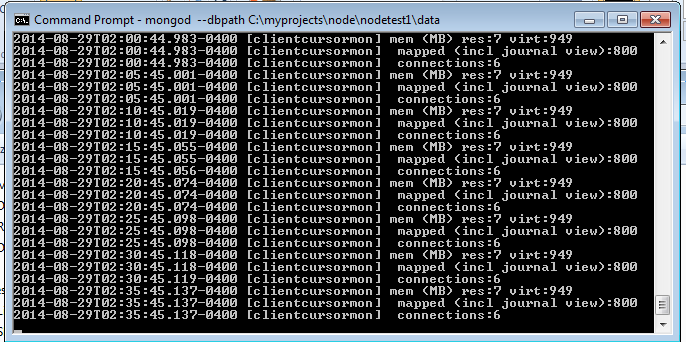 Command Prompt - mongod --dbpath C:\myprojects\node\nodetest1\data
2014-08-29T02:00:44.983-0400 [clientcursormon] mem (MB) res:7 virt:949
2014-08-29T02:00:44.983-0400 [clientcursormon]  mapped (incl journal view):800
2014-08-29T02:00:44.983-0400 [clientcursormon]  connections:6
2014-08-29T02:05:45.001-0400 [clientcursormon] mem (MB) res:7 virt:949
2014-08-29T02:05:45.001-0400 [clientcursormon]  mapped (incl journal view):800
2014-08-29T02:05:45.001-0400 [clientcursormon]  connections:6
2014-08-29T02:10:45.019-0400 [clientcursormon] mem (MB) res:7 virt:949
2014-08-29T02:10:45.019-0400 [clientcursormon]  mapped (incl journal view):800
2014-08-29T02:10:45.019-0400 [clientcursormon]  connections:6
2014-08-29T02:15:45.055-0400 [clientcursormon] mem (MB) res:7 virt:949
2014-08-29T02:15:45.055-0400 [clientcursormon]  mapped (incl journal view):800
2014-08-29T02:15:45.056-0400 [clientcursormon]  connections:6
2014-08-29T02:20:45.074-0400 [clientcursormon] mem (MB) res:7 virt:949
2014-08-29T02:20:45.074-0400 [clientcursormon]  mapped (incl journal view):800
2014-08-29T02:20:45.074-0400 [clientcursormon]  connections:6
2014-08-29T02:25:45.098-0400 [clientcursormon] mem (MB) res:7 virt:949
2014-08-29T02:25:45.098-0400 [clientcursormon]  mapped (incl journal view):800
2014-08-29T02:25:45.098-0400 [clientcursormon]  connections:6
2014-08-29T02:30:45.118-0400 [clientcursormon] mem (MB) res:7 virt:949
2014-08-29T02:30:45.118-0400 [clientcursormon]  mapped (incl journal view):800
2014-08-29T02:30:45.119-0400 [clientcursormon]  connections:6
2014-08-29T02:35:45.137-0400 [clientcursormon] mem (MB) res:7 virt:949
2014-08-29T02:35:45.137-0400 [clientcursormon]  mapped (incl journal view):800
2014-08-29T02:35:45.137-0400 [clientcursormon]  connections:6